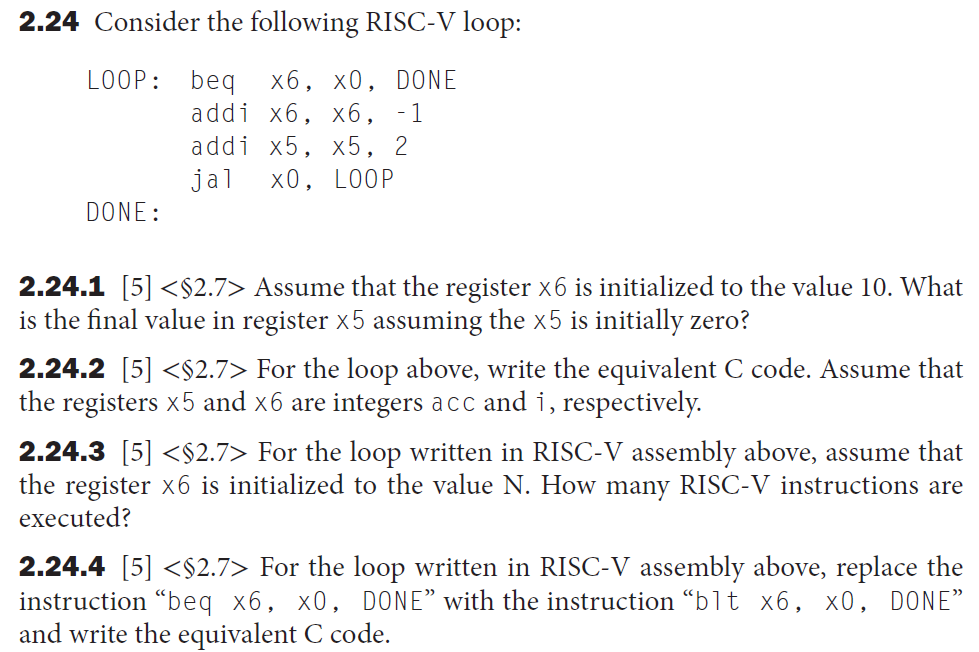 2.24 Consider the following RISC-V loop:
LOOP: beq x6, x0, DONE
addi x6, x6, -1
addi x5, x5, 2
jal x0, LOOP
DONE:
2.24.1 [5] <§2.7> Assume that the register x6 is initialized to the value 10. What
is the final value in register x5 assuming the x5 is initially zero?
2.24.2 [5] <§2.7> For the loop above, write the equivalent C code. Assume that
the registers x5 and x6 are integers acc and i, respectively.
2.24.3 [5] <§2.7> For the loop written in RISC-V assembly above, assume that
the register x6 is initialized to the value N. How many RISC-V instructions are
executed?
2.24.4 [5] <§2.7> For the loop written in RISC-V assembly above, replace the
instruction “beq x6, x0, DONE” with the instruction “blt x6, x0, DONE”
and write the equivalent C code.